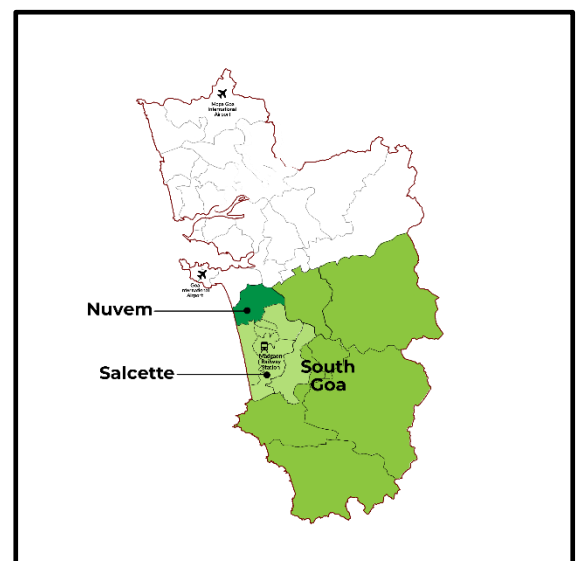 Mopa Goa
International
Airport
Goa
International
Airport
Nuvem
Madgaon
Railway
Station
Salcette
South
Goa